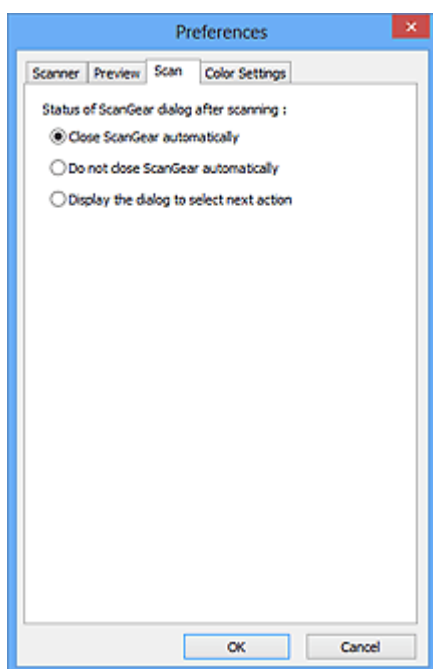 Preferences
Scanner Preview Scan Color Settings
Status of ScanGear dialog after scanning :
Close ScanGear automatically
Do not close ScanGear automatically
Display the dialog to select next action
OK Cancel